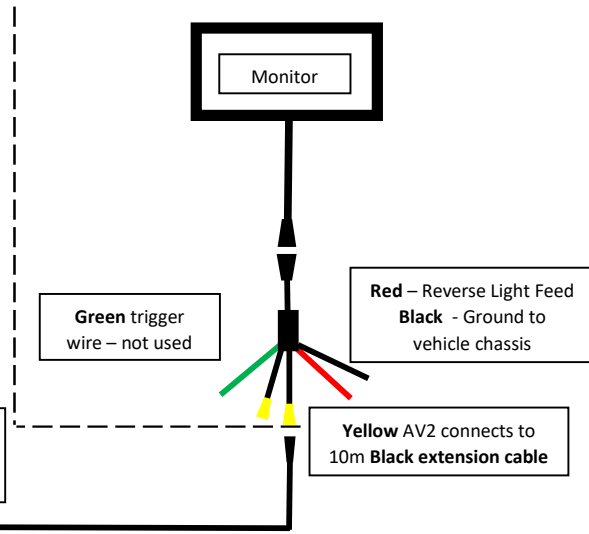 Monitor
Green trigger
wire – not used
Red – Reverse Light Feed
Black - Ground to
vehicle chassis
Yellow AV2 connects to
10m Black extension cable